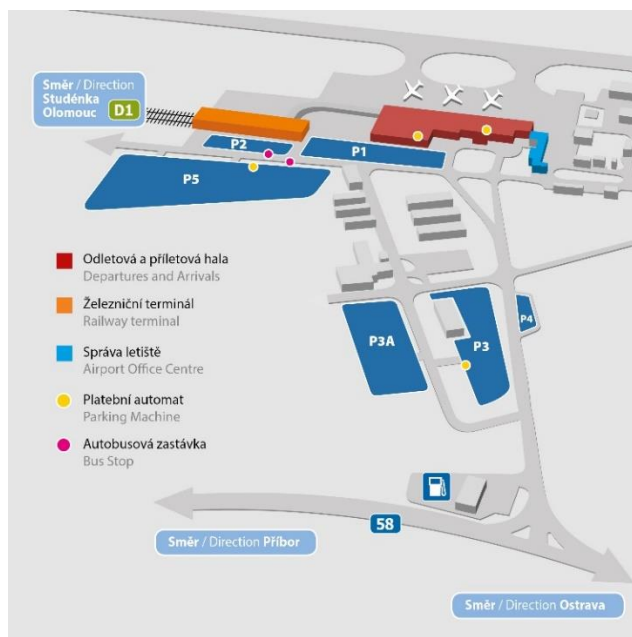 Směr / Direction
Studénka
Olomouc D1
P2
P1
P5
Odletová a příletová hala
Departures and Arrivals
Železniční terminál
Railway terminal
Správa letiště
Airport Office Centre
Platební automat
Parking Machine
Autobusová zastávka
Bus Stop
P3A
P3
P4
58
Směr / Direction Příbor
Směr / Direction Ostrava